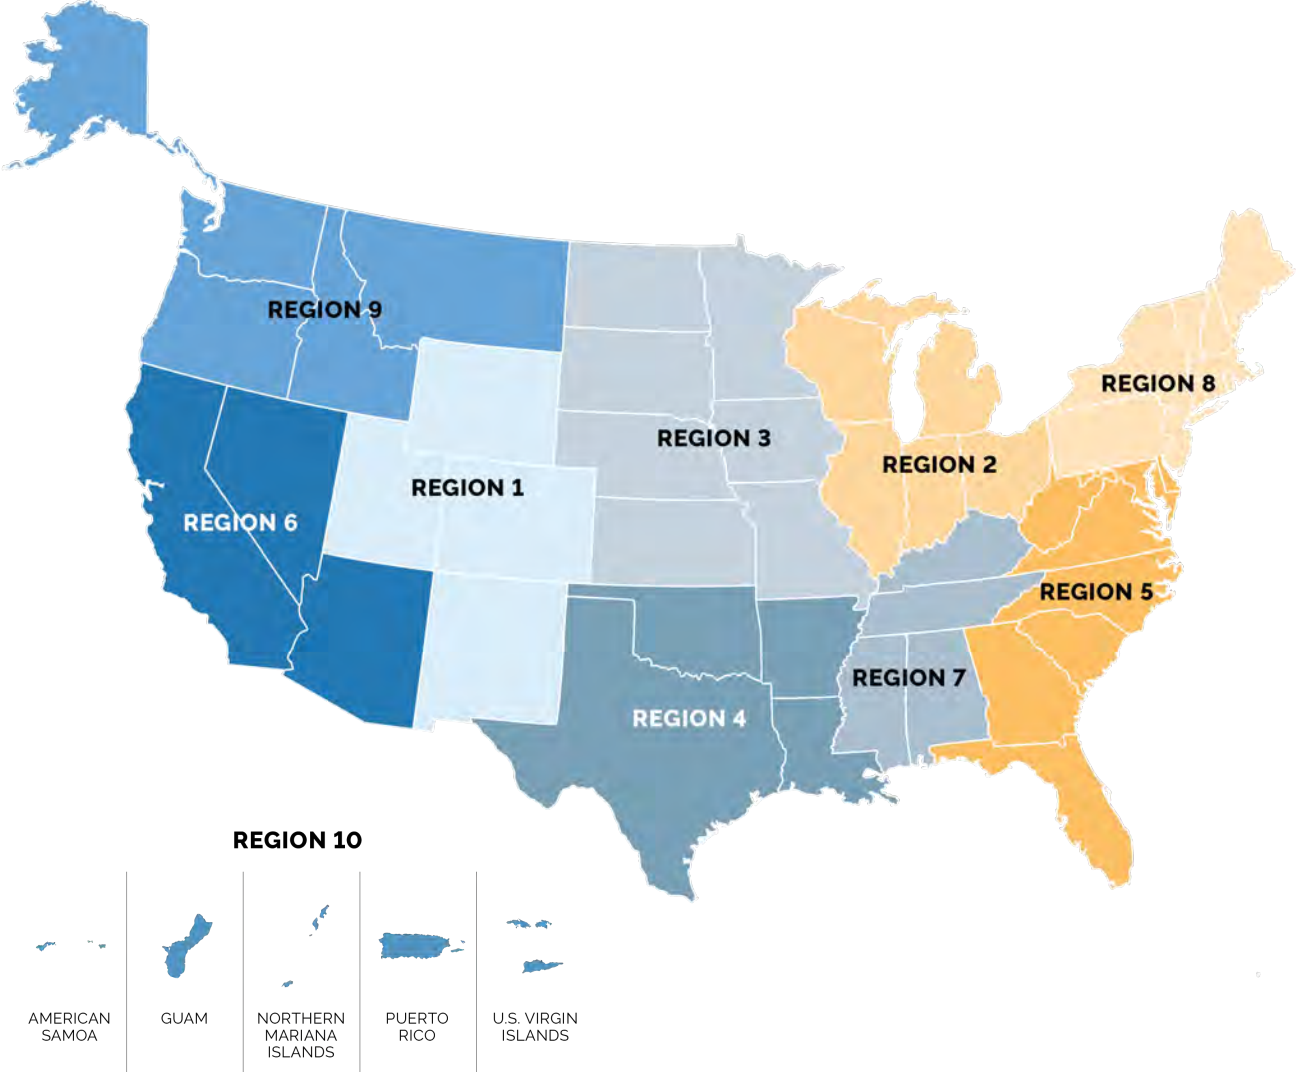 REGION 9
REGION 8
REGION 3
REGION 2
REGION 1
REGION 6
REGION 5
REGION 7
REGION 4
REGION 10
AMERICAN
SAMOA
GUAM
NORTHERN
MARIANA
ISLANDS
PUERTO
RICO
U.S. VIRGIN
ISLANDS